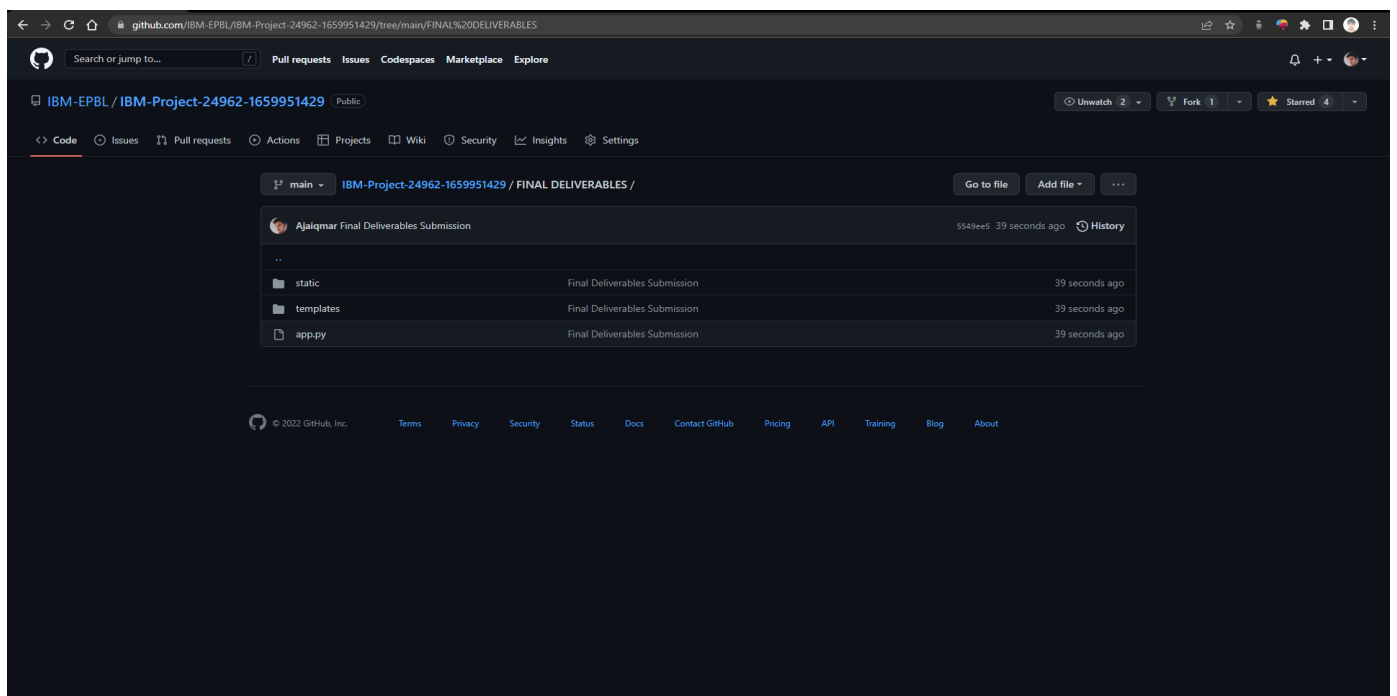 github.com/IBM-EPBL/IBM-Project-24962-1659951429/tree/main/FINAL%20DELIVERABLES
Search or jump to... / Pull requests Issues Codespaces Marketplace Explore
IBM-EPBL / IBM-Project-24962-1659951429 Public Unwatch 2 Fork 1 Starred 4
<> Code Issues Pull requests Actions Projects Wiki Security Insights Settings
main IBM-Project-24962-1659951429 / FINAL DELIVERABLES / Go to file Add file ...
Ajaiqmar Final Deliverables Submission 5549ee5 39 seconds ago History
..
static Final Deliverables Submission 39 seconds ago
templates Final Deliverables Submission 39 seconds ago
app.py Final Deliverables Submission 39 seconds ago
© 2022 GitHub, Inc. Terms Privacy Security Status Docs Contact GitHub Pricing API Training Blog About